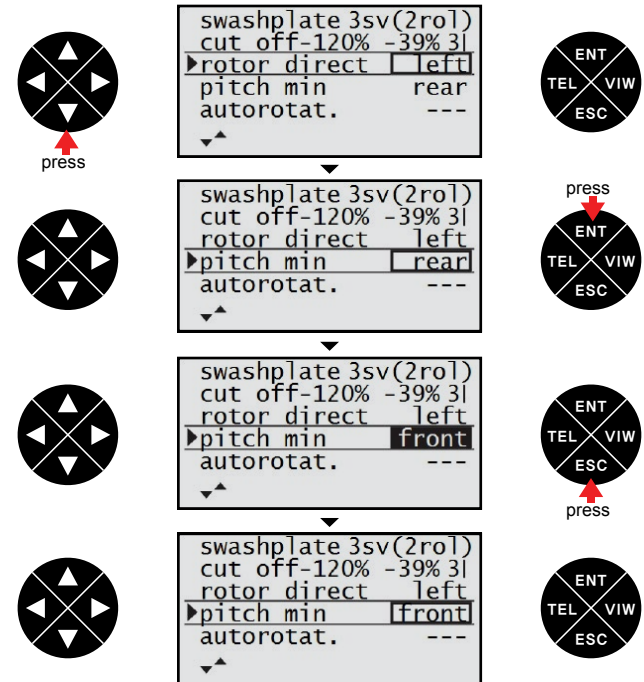 swashplate 3sv(2rol)
cut off-120% -39% 3|
rotor direct left
pitch min rear
autorotat. ---
ENT
TEL VIW
ESC
press
swashplate 3sv(2rol)
cut off-120% -39% 3|
rotor direct left
pitch min rear
autorotat. ---
press
ENT
TEL VIW
ESC
swashplate 3sv(2rol)
cut off-120% -39% 3|
rotor direct left
pitch min front
autorotat. ---
ENT
TEL VIW
ESC
press
swashplate 3sv(2rol)
cut off-120% -39% 3|
rotor direct left
pitch min front
autorotat. ---
ENT
TEL VIW
ESC